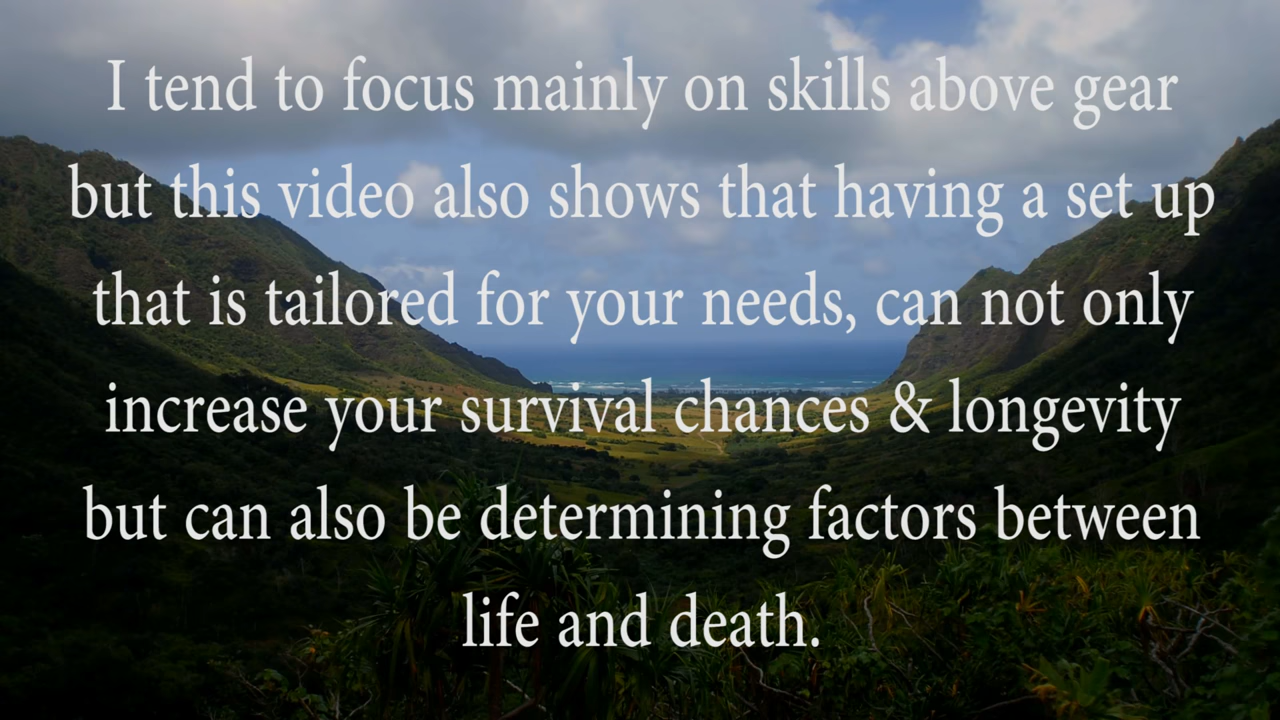 I tend to focus mainly on skills above gear
but this video also shows that having a set up
that is tailored for your needs, can not only
increase your survival chances & longevity
but can also be determining factors between
life and death.